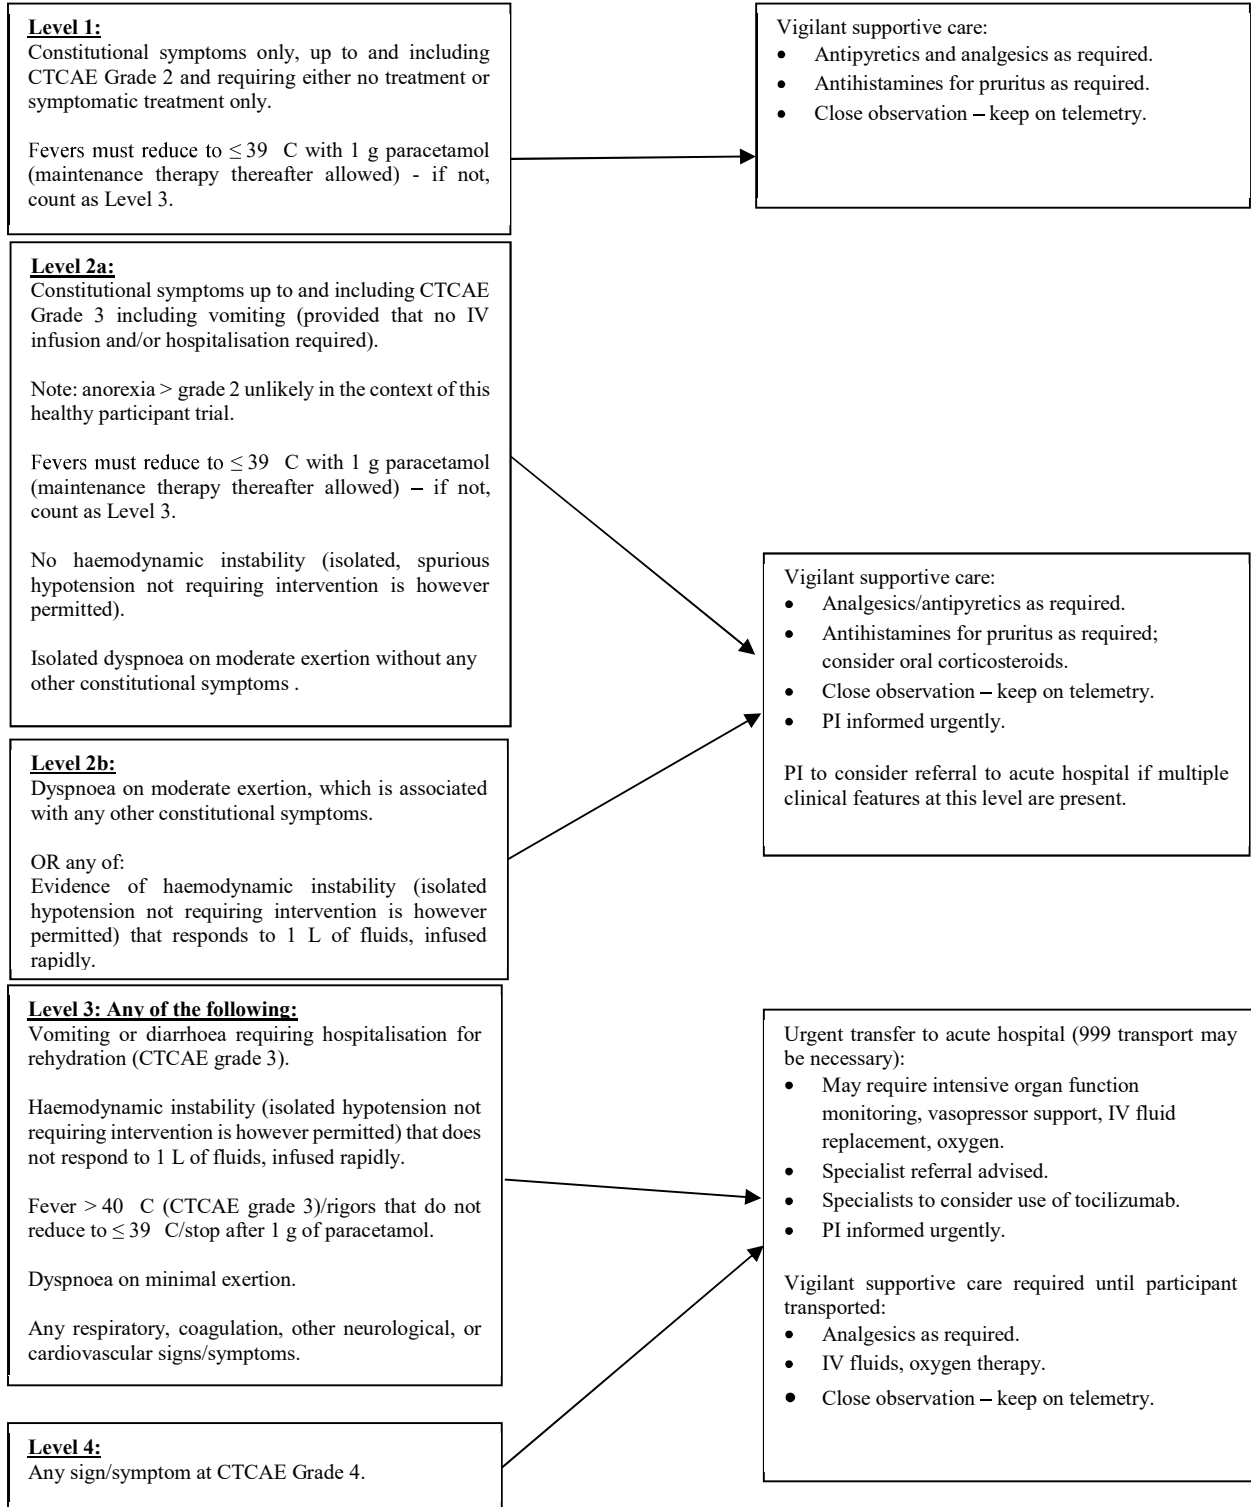 Level 1:
Constitutional symptoms only, up to and including
CTCAE Grade 2 and requiring either no treatment or
symptomatic treatment only.
Fevers must reduce to ≤ 39 C with 1 g paracetamol
(maintenance therapy thereafter allowed) - if not,
count as Level 3.
Vigilant supportive care:
• Antipyretics and analgesics as required.
• Antihistamines for pruritus as required.
• Close observation – keep on telemetry.
Level 2a:
Constitutional symptoms up to and including CTCAE
Grade 3 including vomiting (provided that no IV
infusion and/or hospitalisation required).
Note: anorexia > grade 2 unlikely in the context of this
healthy participant trial.
Fevers must reduce to ≤ 39 C with 1 g paracetamol
(maintenance therapy thereafter allowed) – if not,
count as Level 3.
No haemodynamic instability (isolated, spurious
hypotension not requiring intervention is however
permitted).
Isolated dyspnoea on moderate exertion without any
other constitutional symptoms .
Level 2b:
Dyspnoea on moderate exertion, which is associated
with any other constitutional symptoms.
OR any of:
Evidence of haemodynamic instability (isolated
hypotension not requiring intervention is however
permitted) that responds to 1 L of fluids, infused
rapidly.
Vigilant supportive care:
• Analgesics/antipyretics as required.
• Antihistamines for pruritus as required;
consider oral corticosteroids.
• Close observation – keep on telemetry.
• PI informed urgently.
PI to consider referral to acute hospital if multiple
clinical features at this level are present.
Level 3: Any of the following:
Vomiting or diarrhoea requiring hospitalisation for
rehydration (CTCAE grade 3).
Haemodynamic instability (isolated hypotension not
requiring intervention is however permitted) that does
not respond to 1 L of fluids, infused rapidly.
Fever > 40 C (CTCAE grade 3)/rigors that do not
reduce to ≤ 39 C/stop after 1 g of paracetamol.
Dyspnoea on minimal exertion.
Any respiratory, coagulation, other neurological, or
cardiovascular signs/symptoms.
Level 4:
Any sign/symptom at CTCAE Grade 4.
Urgent transfer to acute hospital (999 transport may
be necessary):
• May require intensive organ function
monitoring, vasopressor support, IV fluid
replacement, oxygen.
• Specialist referral advised.
• Specialists to consider use of tocilizumab.
• PI informed urgently.
Vigilant supportive care required until participant
transported:
• Analgesics as required.
• IV fluids, oxygen therapy.
• Close observation – keep on telemetry.